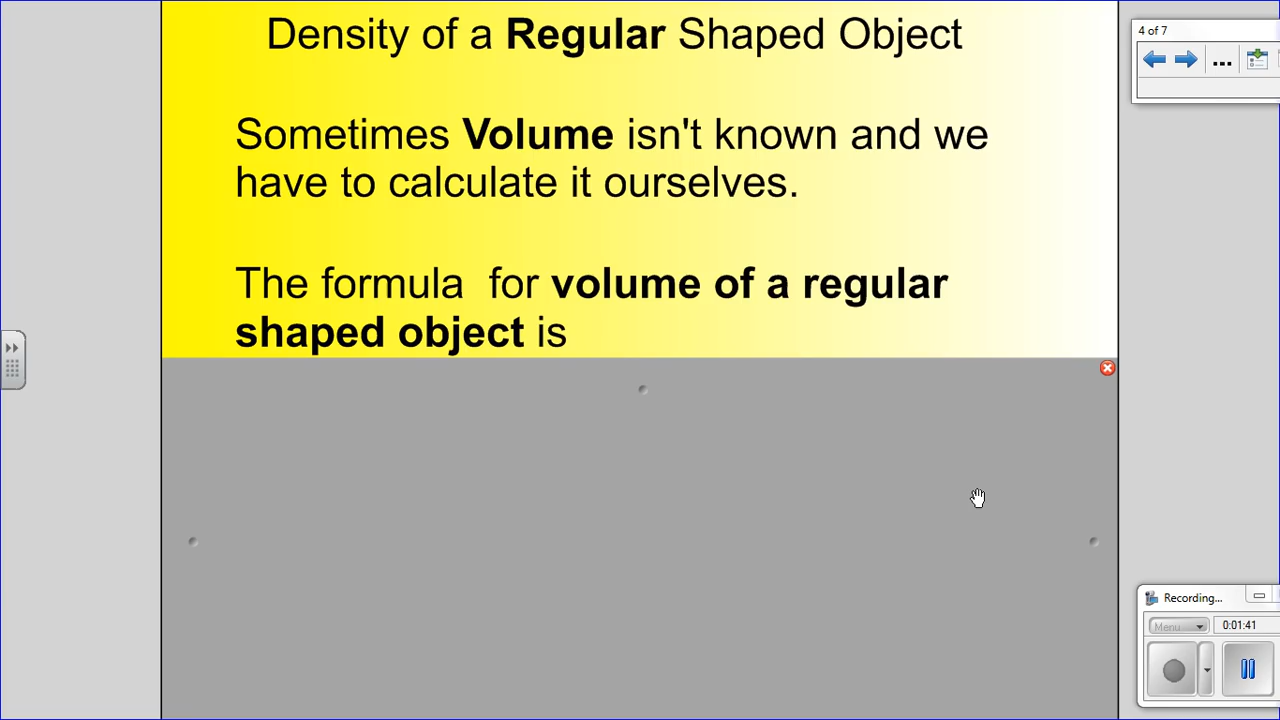 Density of a Regular Shaped Object
4 of 7
...
Sometimes Volume isn't known and we
have to calculate it ourselves.
The formula  for volume of a regular
shaped object is
Recording...
Menu
0:01:41